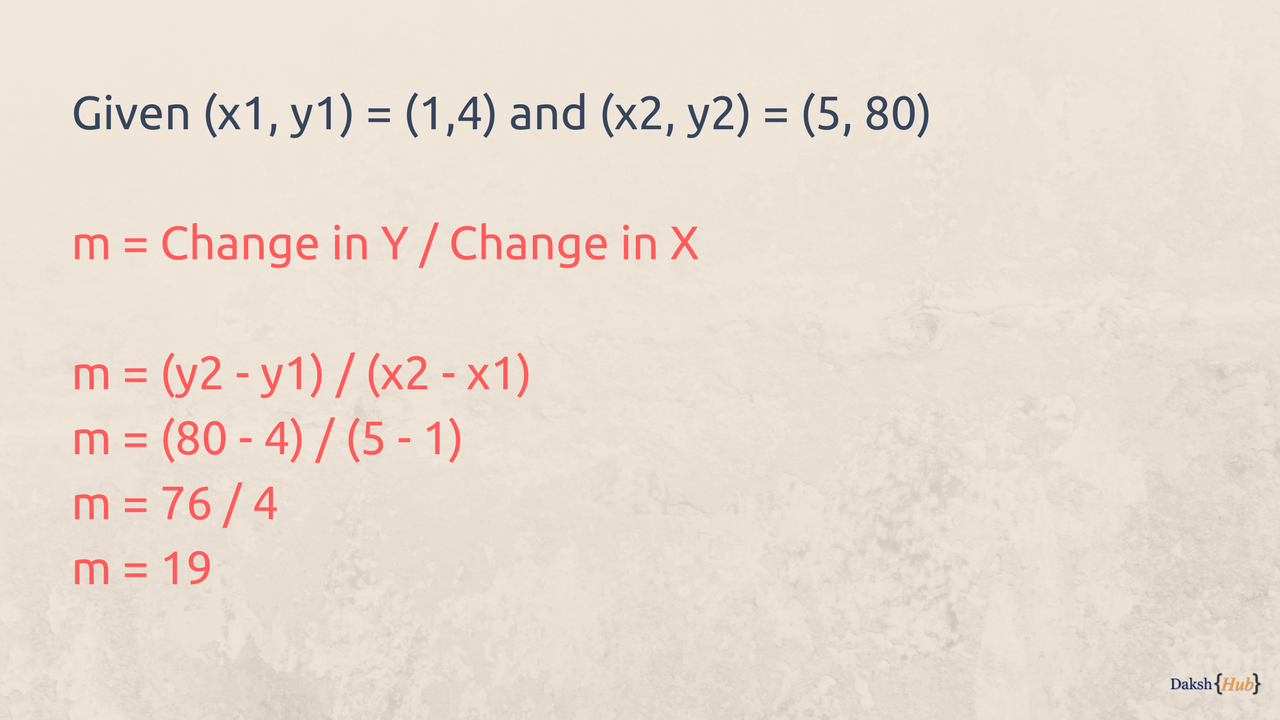 Given (x1, y1) = (1,4) and (x2, y2) = (5, 80)
m = Change in Y / Change in X
m = (y2 - y1) / (x2 - x1)
m = (80 - 4) / (5 - 1)
m = 76 / 4
m = 19
Daksh{Hub}